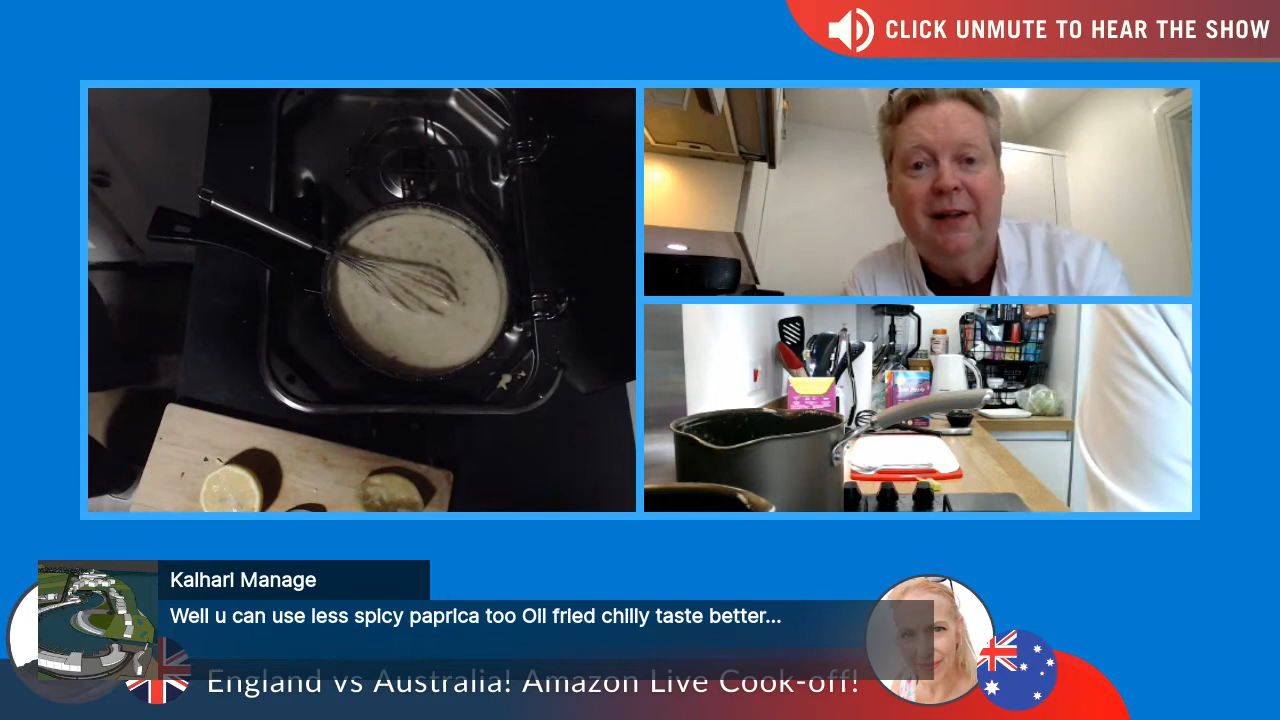 CLICK UNMUTE TO HEAR THE SHOW
Kalhari Manage
Well u can use less spicy paprica too Oil fried chilly taste better...
England vs Australia! Amazon Live Cook-off!